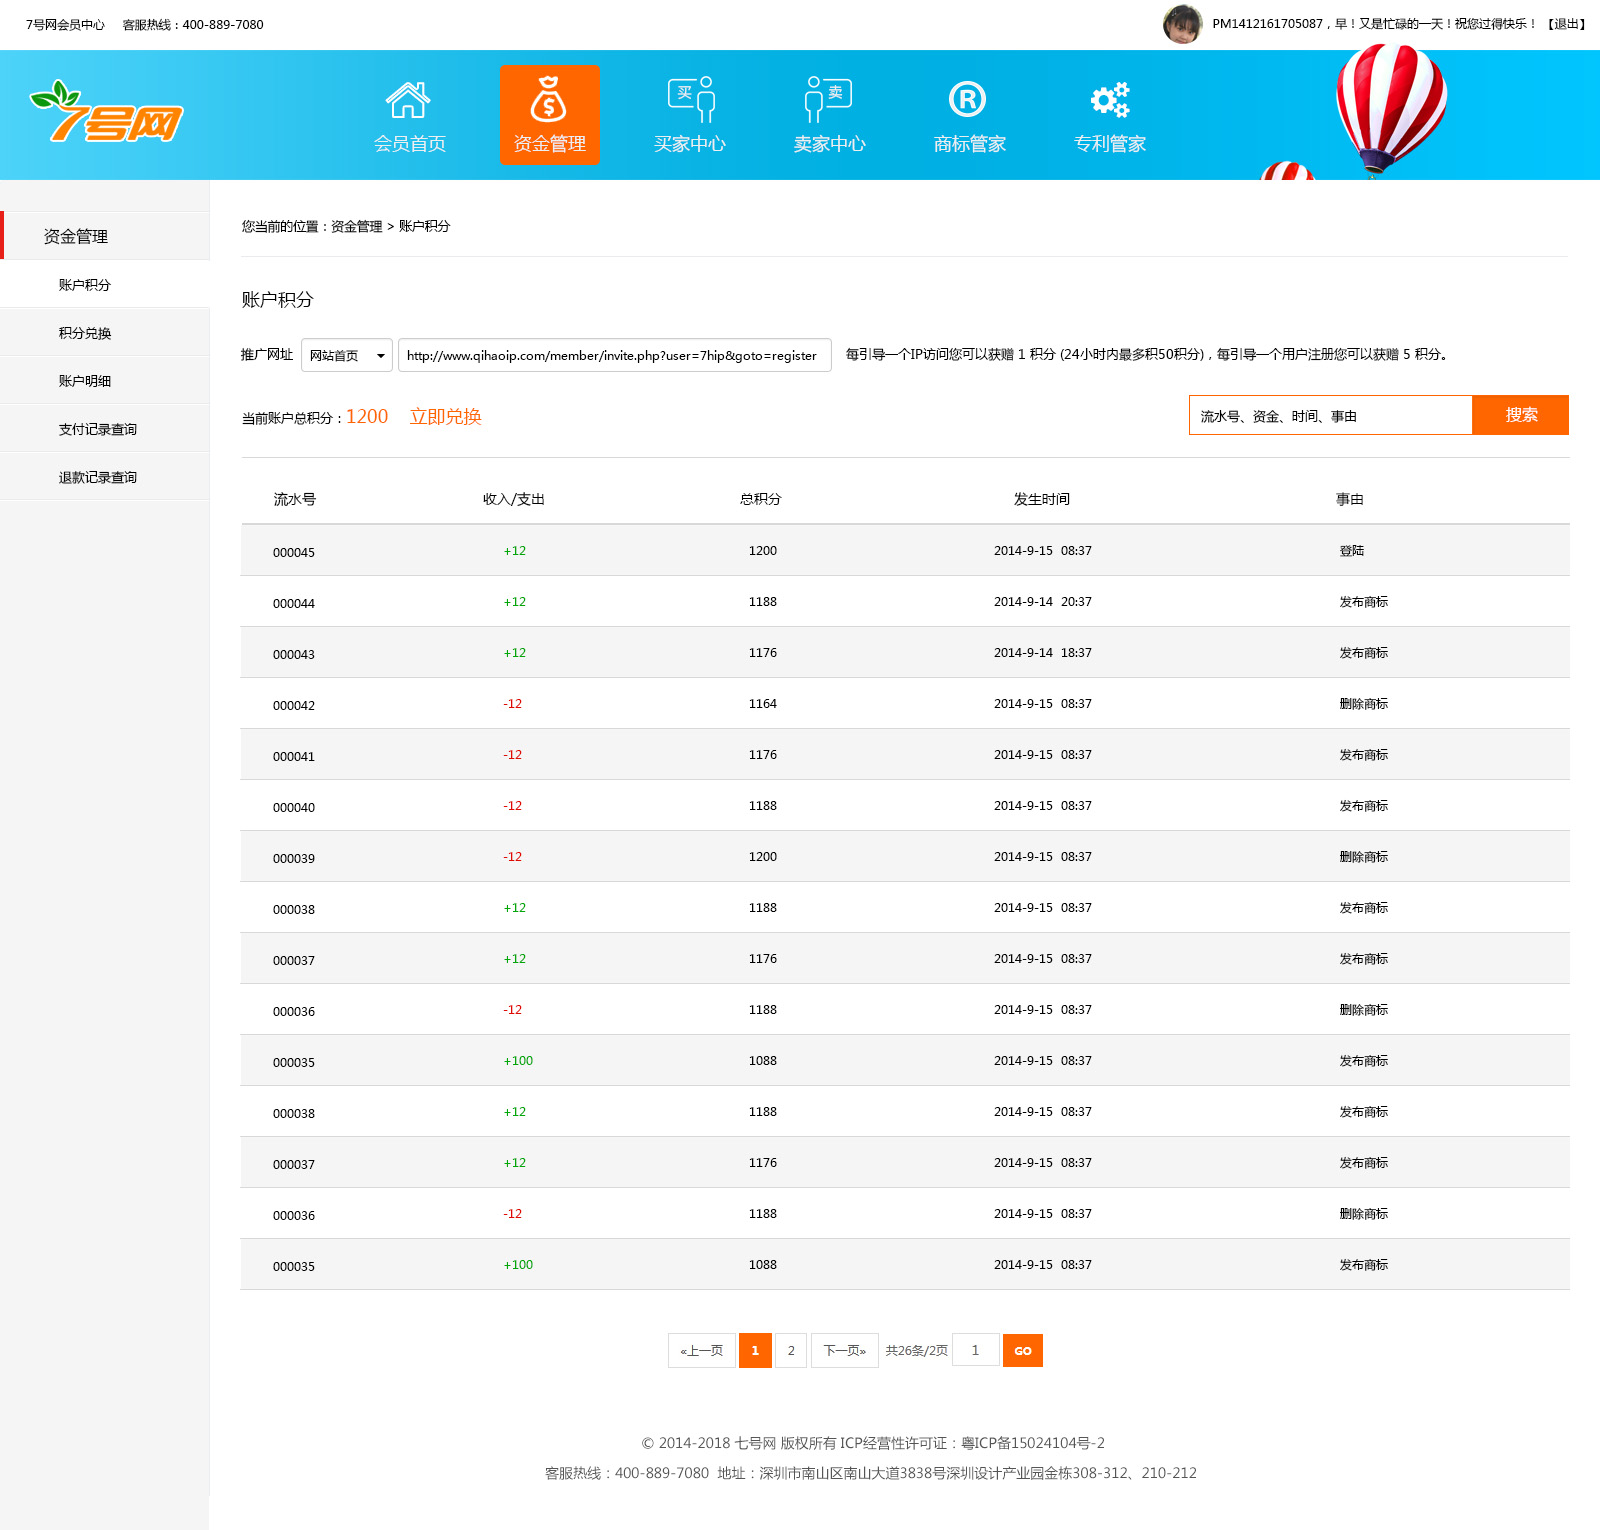 7号网会员中心 客服热线：400-889-7080
PM1412161705087，早！又是忙碌的一天！祝您过得快乐！ 【退出】
7号网
买 卖 R
会员首页 资金管理 买家中心 卖家中心 商标管家 专利管家
资金管理
账户积分
积分兑换
账户明细
支付记录查询
退款记录查询
您当前的位置：资金管理 > 账户积分
账户积分
推广网址 网站首页 http://www.qihaoip.com/member/invite.php?user=7hip&goto=register 每引导一个IP访问您可以获赠 1 积分 (24小时内最多积50积分)，每引导一个用户注册您可以获赠 5 积分。
当前账户总积分：1200 立即兑换 流水号、资金、时间、事由 搜索
流水号 收入/支出 总积分 发生时间 事由
000045 +12 1200 2014-9-15 08:37 登陆
000044 +12 1188 2014-9-14 20:37 发布商标
000043 +12 1176 2014-9-14 18:37 发布商标
000042 -12 1164 2014-9-15 08:37 删除商标
000041 -12 1176 2014-9-15 08:37 发布商标
000040 -12 1188 2014-9-15 08:37 发布商标
000039 -12 1200 2014-9-15 08:37 删除商标
000038 +12 1188 2014-9-15 08:37 发布商标
000037 +12 1176 2014-9-15 08:37 发布商标
000036 -12 1188 2014-9-15 08:37 删除商标
000035 +100 1088 2014-9-15 08:37 发布商标
000038 +12 1188 2014-9-15 08:37 发布商标
000037 +12 1176 2014-9-15 08:37 发布商标
000036 -12 1188 2014-9-15 08:37 删除商标
000035 +100 1088 2014-9-15 08:37 发布商标
«上一页 1 2 下一页» 共26条/2页 1 GO
© 2014-2018 七号网 版权所有 ICP经营性许可证：粤ICP备15024104号-2
客服热线：400-889-7080 地址：深圳市南山区南山大道3838号深圳设计产业园金栋308-312、210-212